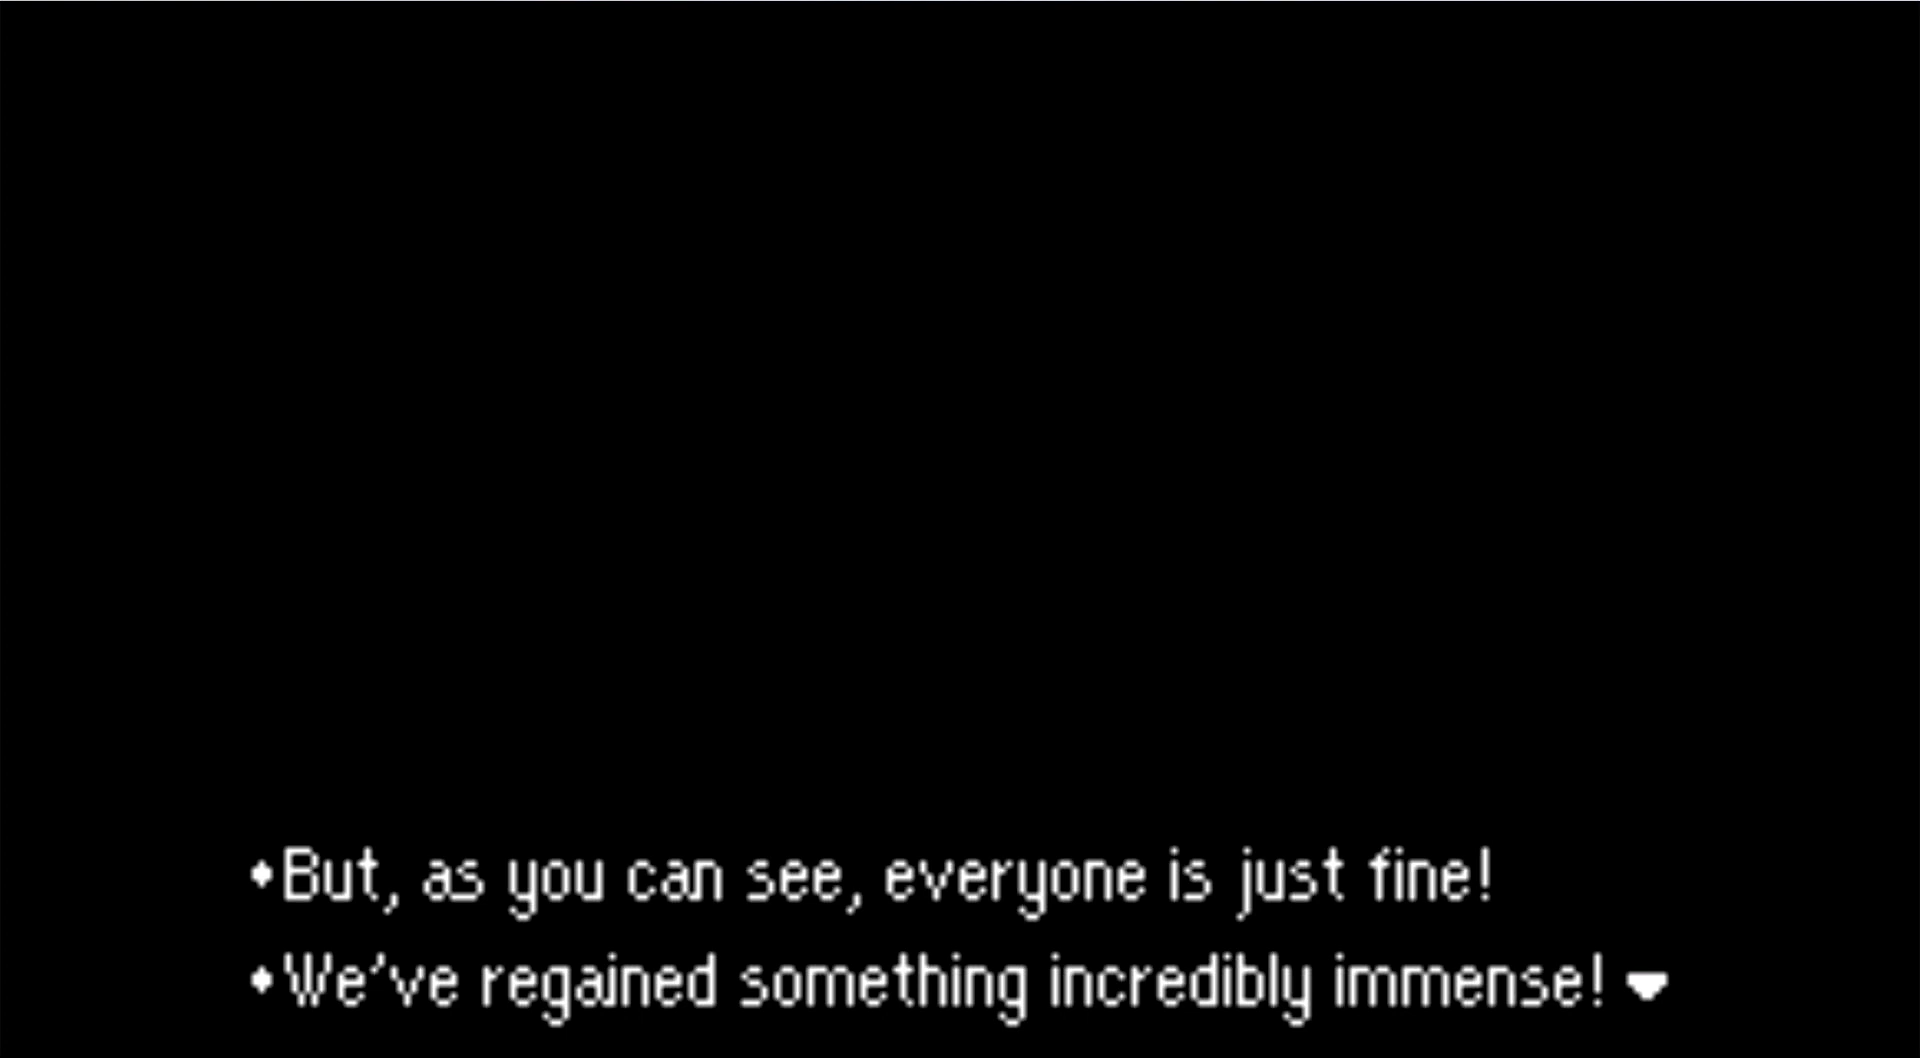 ◆But, as you can see, everyone is just fine!
◆We've regained something incredibly immense!